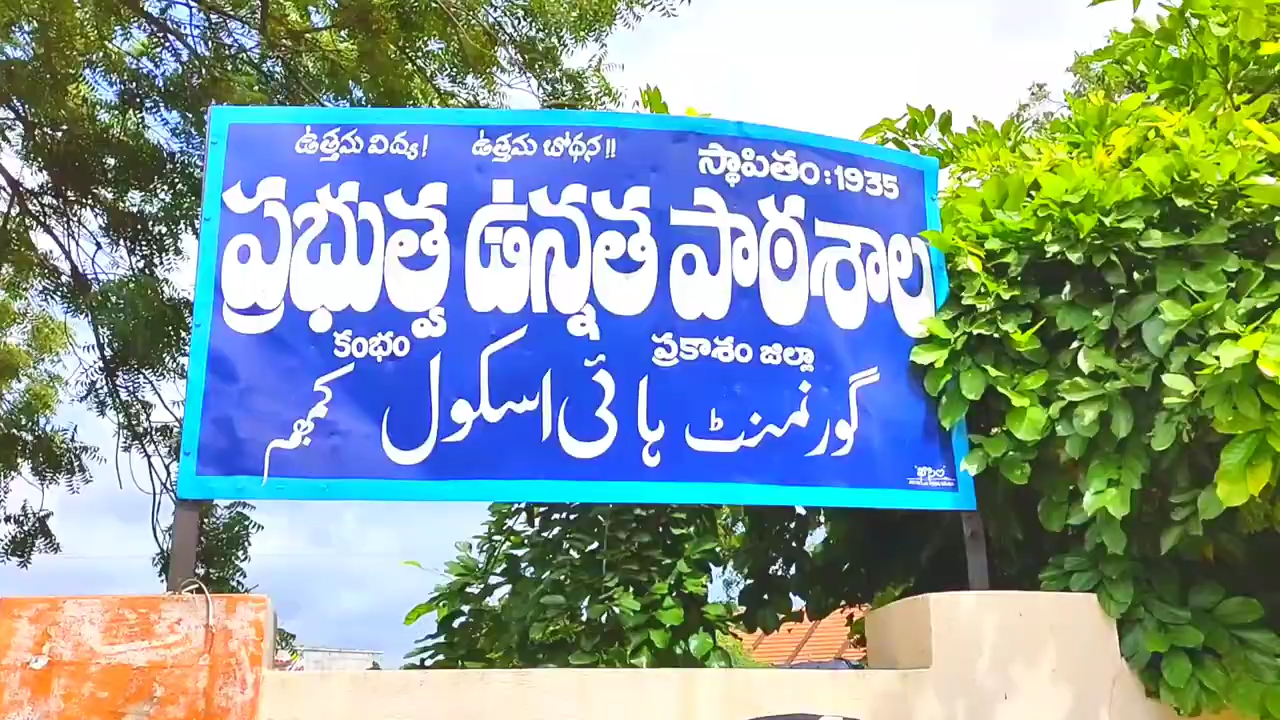 ఉత్తమ విద్య! ఉత్తమ బోధన!! స్థాపితం:1935
ప్రభుత్వ ఉన్నత పాఠశాల
కంభం ప్రకాశం జిల్లా
گورنمنٹ ہائی اسکول کمبھم